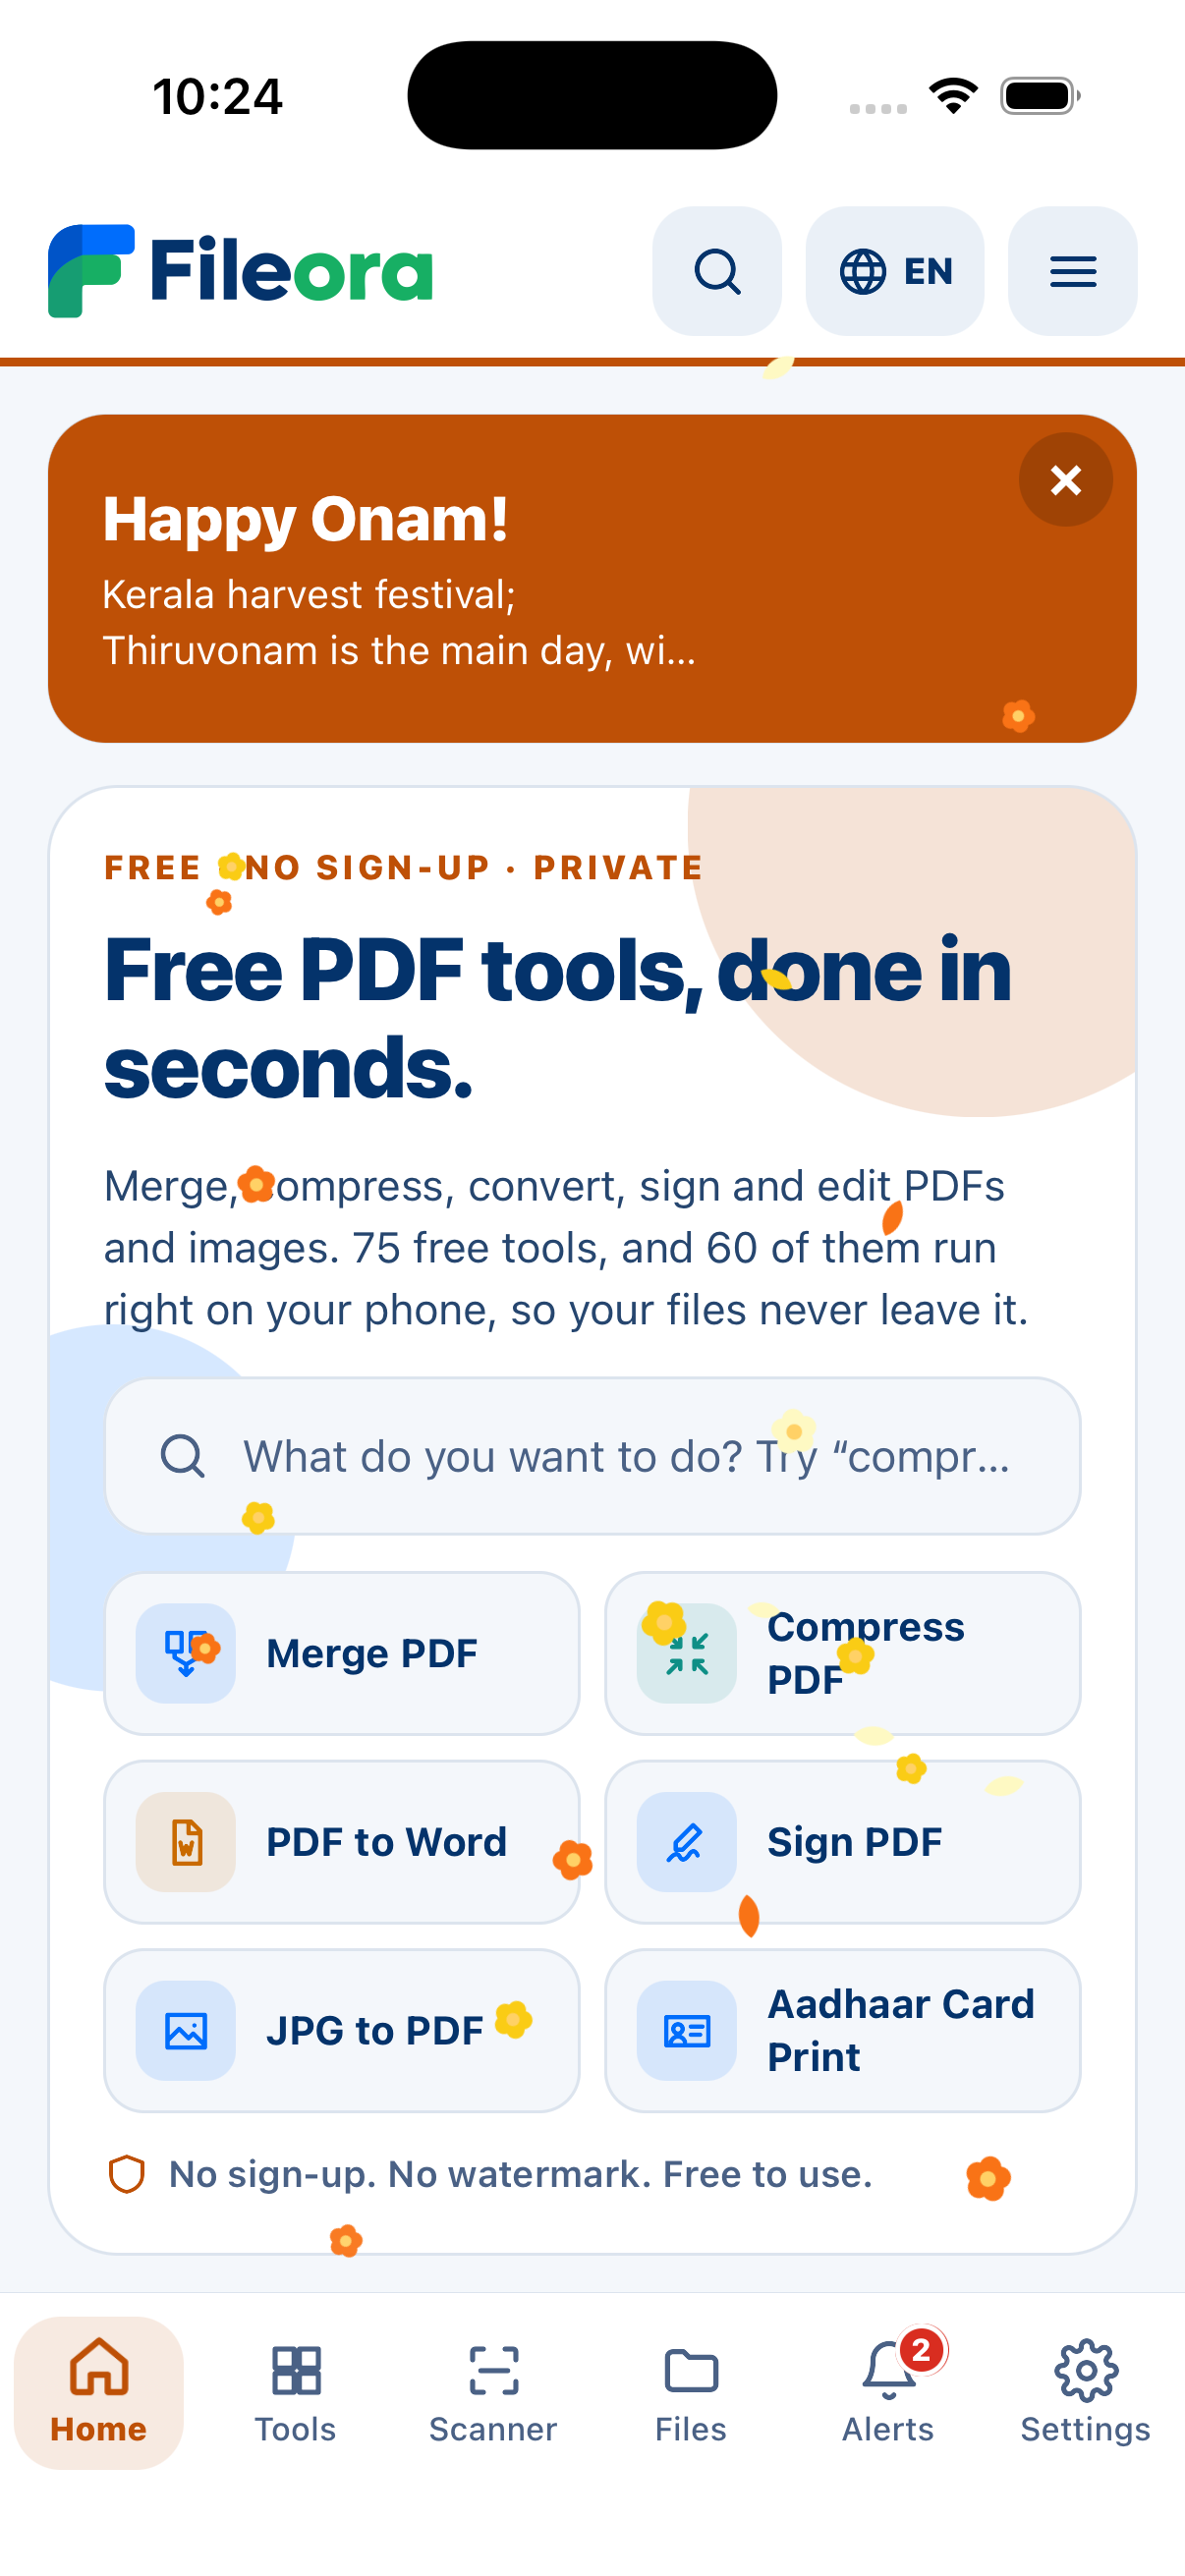 10:24
Fileora
EN
Happy Onam!
Kerala harvest festival;
Thiruvonam is the main day, wi...
FREE NO SIGN-UP · PRIVATE
Free PDF tools, done in
seconds.
Merge, compress, convert, sign and edit PDFs
and images. 75 free tools, and 60 of them run
right on your phone, so your files never leave it.
What do you want to do? Try “compr...
Merge PDF
Compress
PDF
PDF to Word
Sign PDF
JPG to PDF
Aadhaar Card
Print
No sign-up. No watermark. Free to use.
2
Home
Tools
Scanner
Files
Alerts
Settings